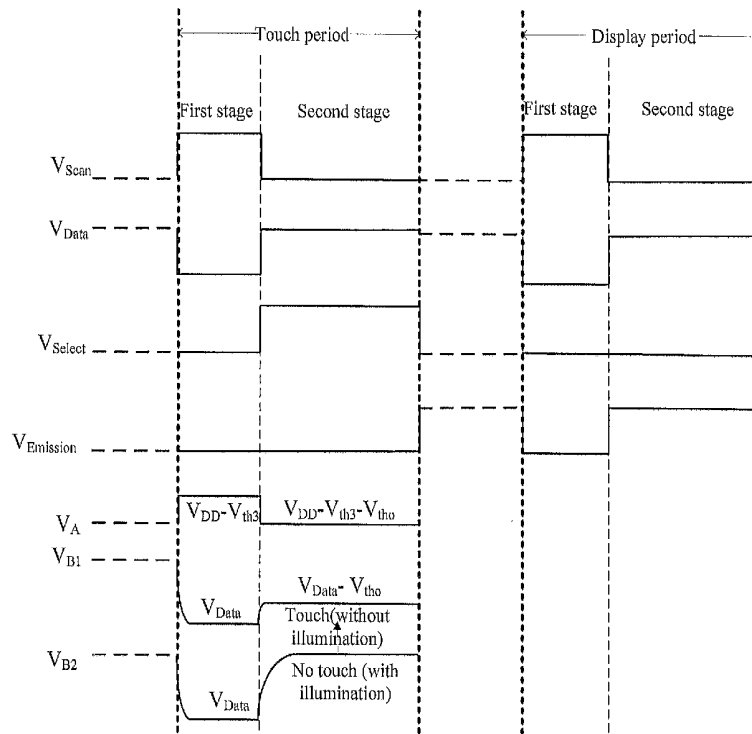 Touch period
Display period
First stage
Second stage
First stage
Second stage
VScan
VData
VSelect
VEmission
VDD-Vth3
VDD-Vth3-Vtho
VA
VB1
VData- Vtho
VData
Touch(without
illumination)
VB2
No touch (with
illumination)
VData